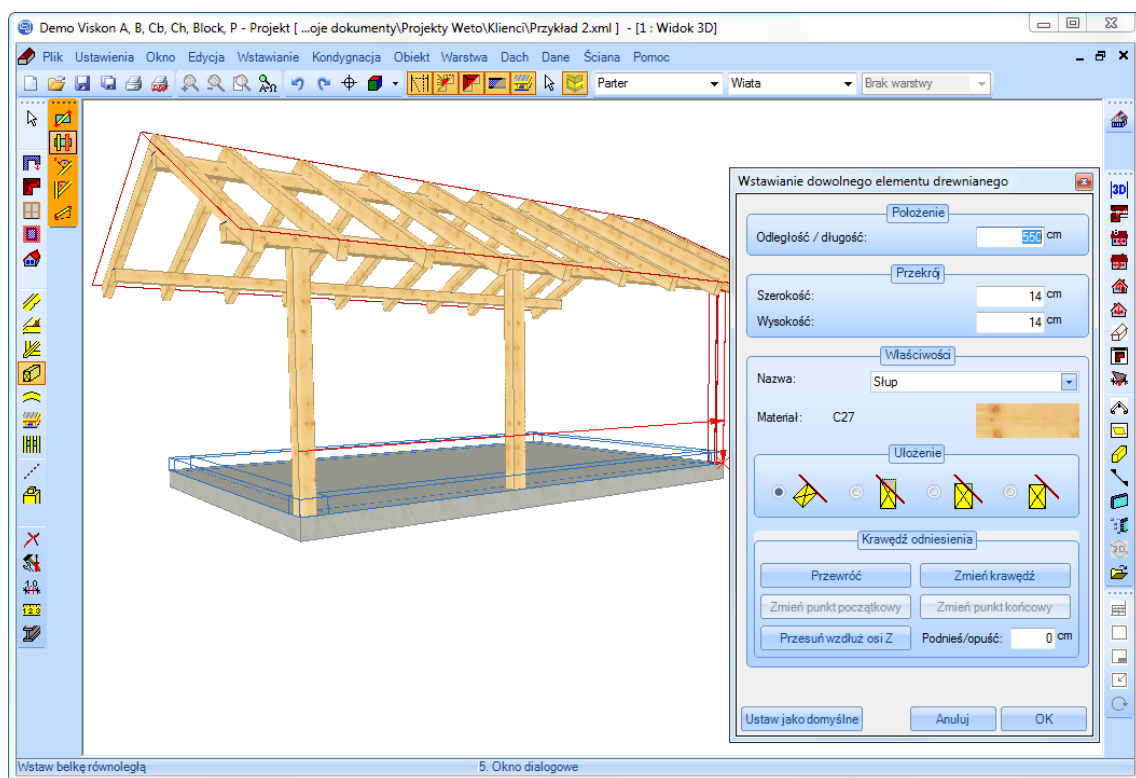 Demo Viskon A, B, Cb, Ch, Block, P - Projekt [ ...oje dokumenty\Projekty Weto\Klienci\Przykład 2.xml ] - [1 : Widok 3D]
Plik Ustawienia Okno Edycja Wstawianie Kondygnacja Obiekt Warstwa Dach Dane Ściana Pomoc
Parter Wiata Brak warstwy
Wstawianie dowolnego elementu drewnianego
Położenie
Odległość / długość: 550 cm
Przekrój
Szerokość: 14 cm
Wysokość: 14 cm
Właściwości
Nazwa: Słup
Materiał: C27
Ułożenie
Krawędź odniesienia
Przewróć Zmień krawędź
Zmień punkt początkowy Zmień punkt końcowy
Przesuń wzdłuż osi Z Podnieś/opuść: 0 cm
Ustaw jako domyślne Anuluj OK
3D
2D
1 2 3
Wstaw belkę równoległą 5. Okno dialogowe